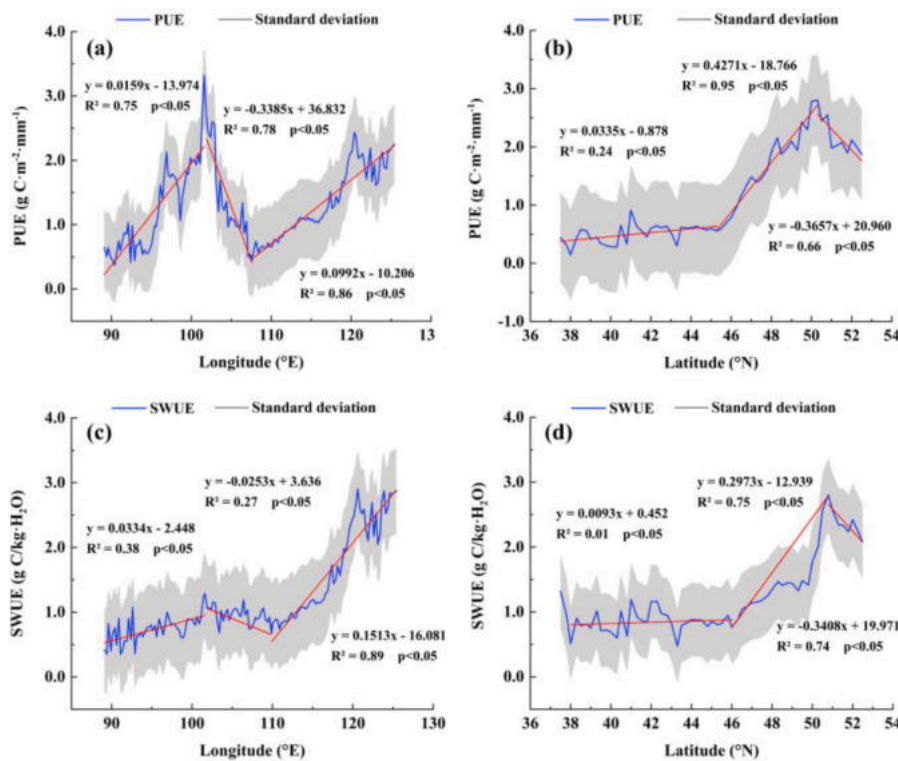 PUE Standard deviation
(a)
y = 0.0159x - 13.974
R² = 0.75 p<0.05
y = -0.3385x + 36.832
R² = 0.78 p<0.05
y = 0.0992x - 10.206
R² = 0.86 p<0.05
PUE (g C·m⁻²·mm⁻¹)
4.0
3.0
2.0
1.0
0.0
90 100 110 120 13
Longitude (°E)
PUE Standard deviation
(b)
y = 0.4271x - 18.766
R² = 0.95 p<0.05
y = 0.0335x - 0.878
R² = 0.24 p<0.05
y = -0.3657x + 20.960
R² = 0.66 p<0.05
PUE (g C·m⁻²·mm⁻¹)
4.0
3.0
2.0
1.0
0.0
-1.0
36 38 40 42 44 46 48 50 52 54
Latitude (°N)
SWUE Standard deviation
(c)
y = -0.0253x + 3.636
R² = 0.27 p<0.05
y = 0.0334x - 2.448
R² = 0.38 p<0.05
y = 0.1513x - 16.081
R² = 0.89 p<0.05
SWUE (g C/kg·H₂O)
4.0
3.0
2.0
1.0
0.0
90 100 110 120 130
Longitude (°E)
SWUE Standard deviation
(d)
y = 0.2973x - 12.939
R² = 0.75 p<0.05
y = 0.0093x + 0.452
R² = 0.01 p<0.05
y = -0.3408x + 19.971
R² = 0.74 p<0.05
SWUE (g C/kg·H₂O)
4.0
3.0
2.0
1.0
0.0
36 38 40 42 44 46 48 50 52 54
Latitude (°N)